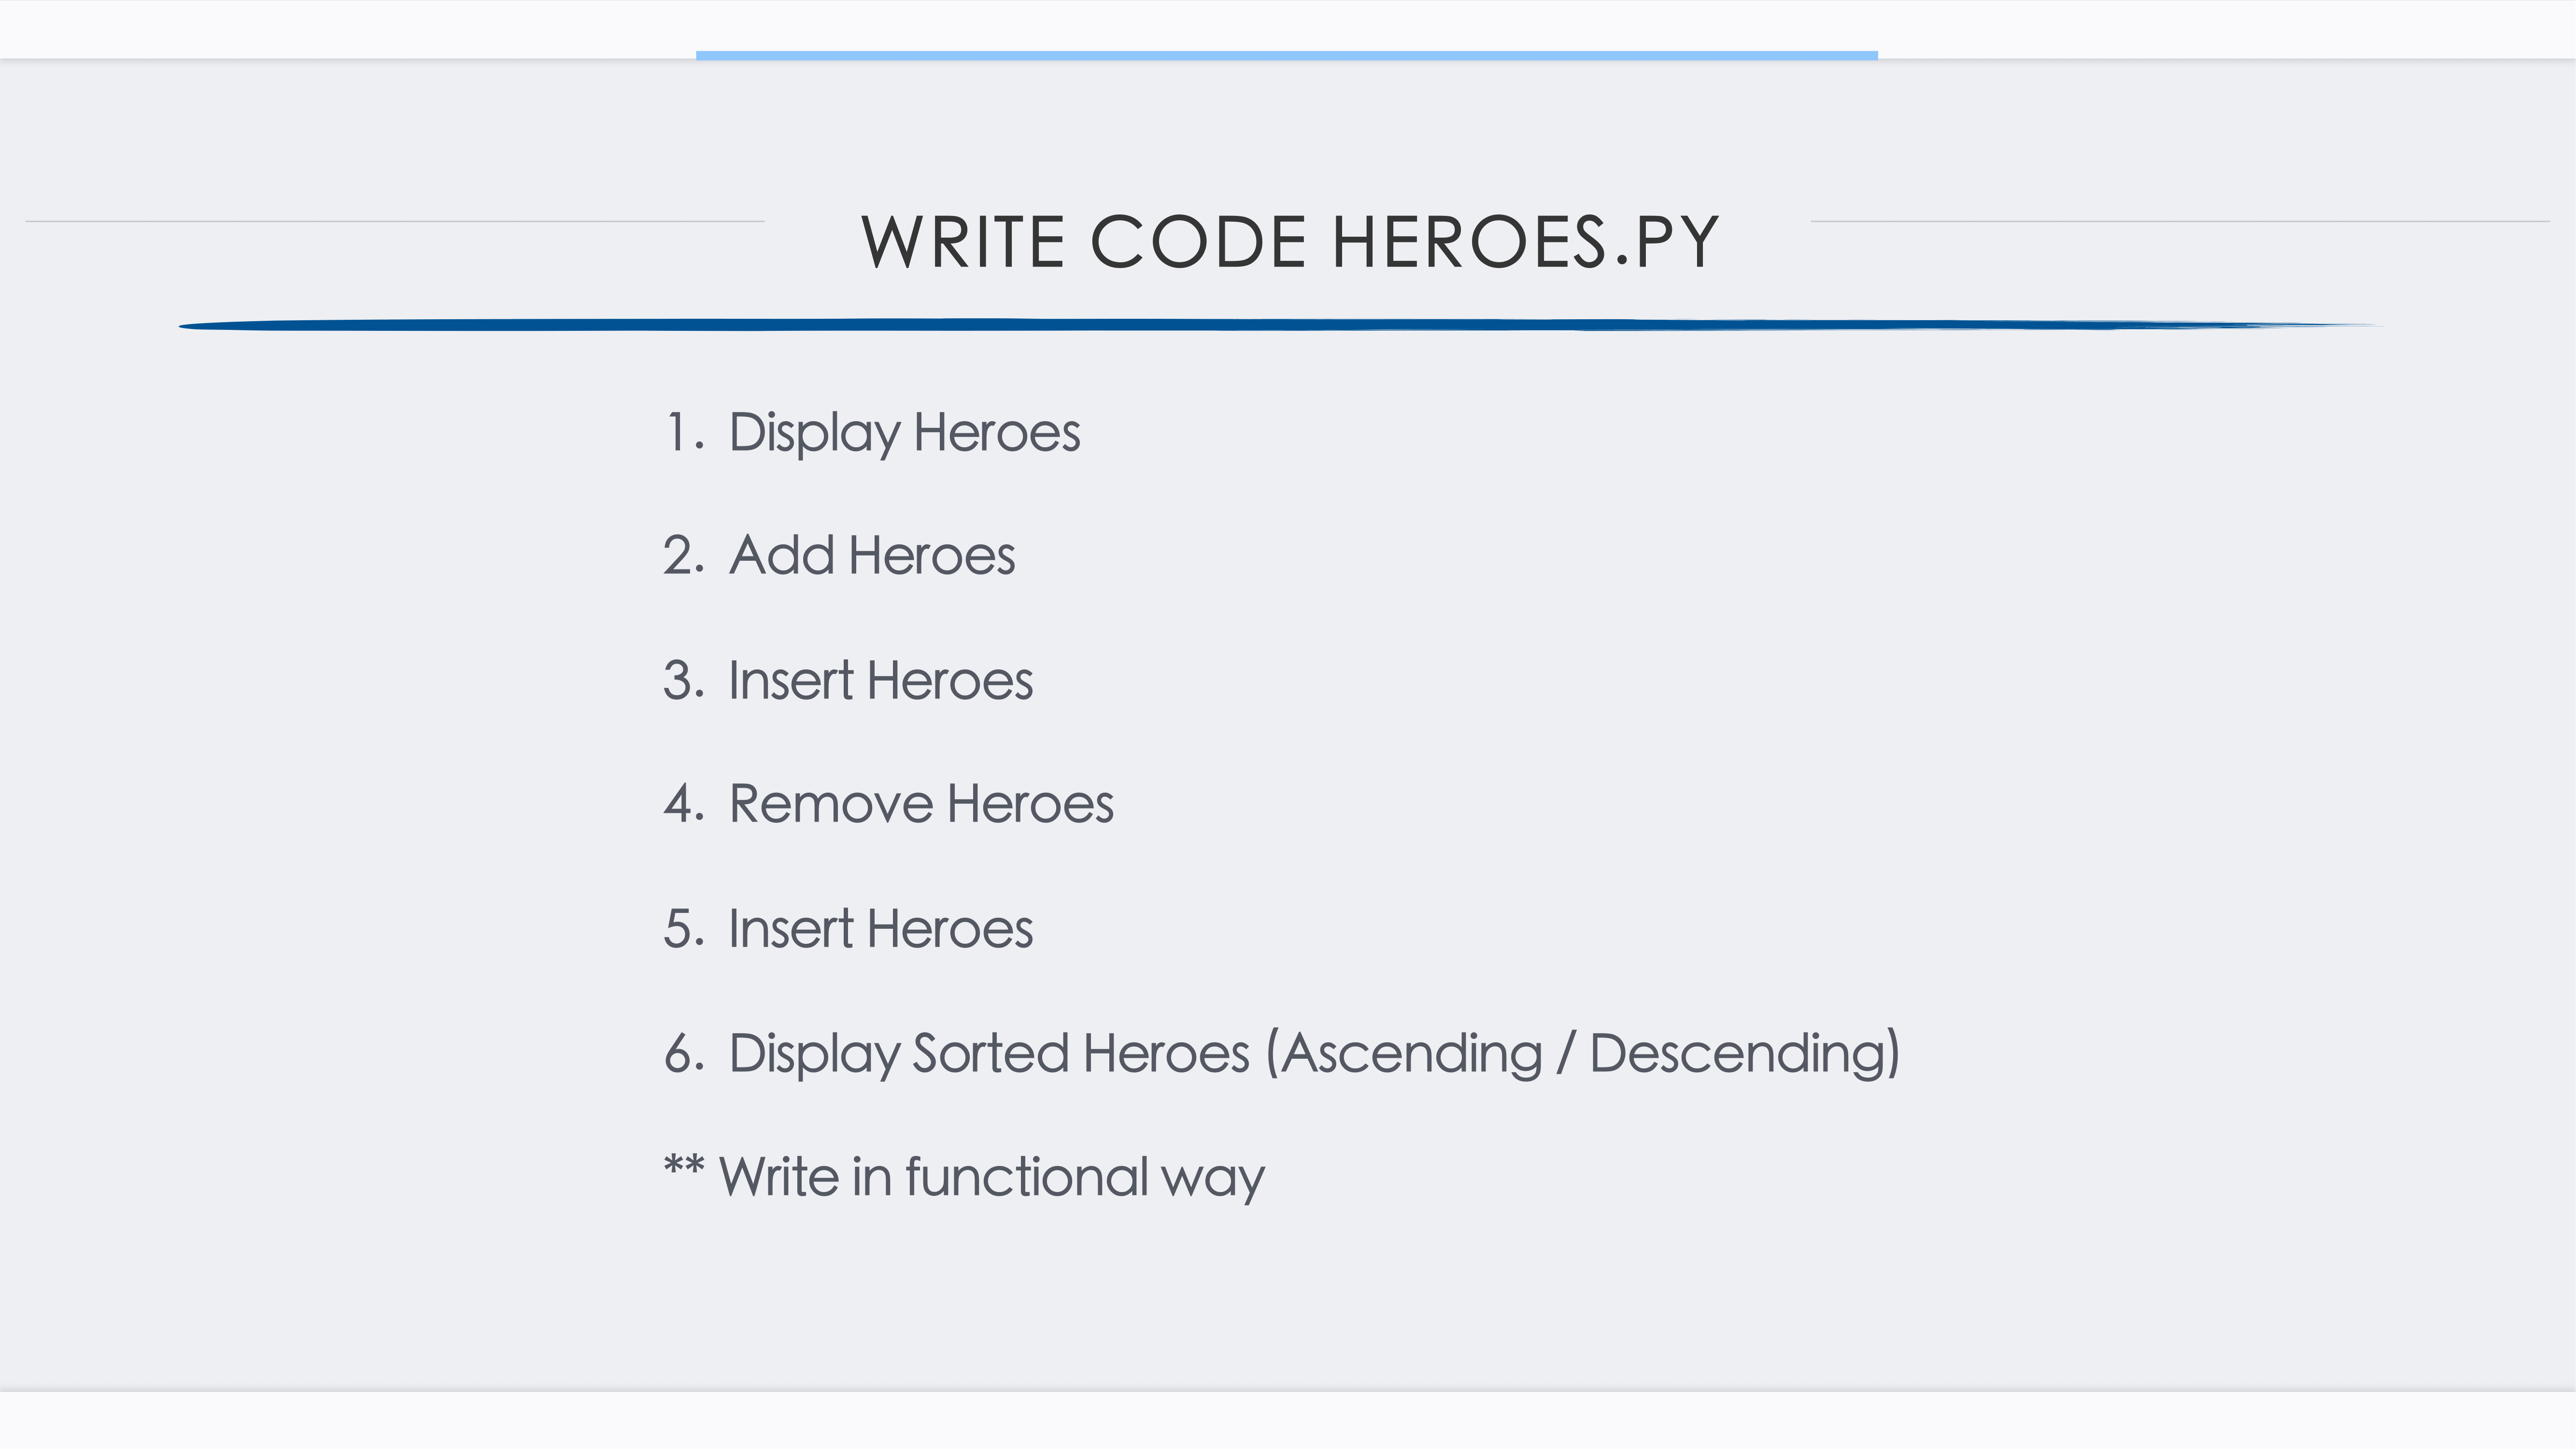 WRITE CODE HEROES.PY
1. Display Heroes
2. Add Heroes
3. Insert Heroes
4. Remove Heroes
5. Insert Heroes
6. Display Sorted Heroes (Ascending / Descending)
** Write in functional way